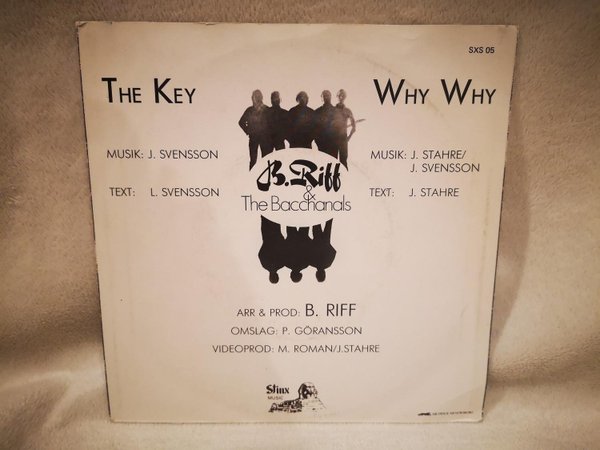 SXS 05
THE KEY
WHY WHY
MUSIK: J. SVENSSON
MUSIK: J. STAHRE/
J. SVENSSON
TEXT: L. SVENSSON
TEXT: J. STAHRE
B. Riff
&
The Bacchanals
ARR & PROD: B. RIFF
OMSLAG: P. GÖRANSSON
VIDEOPROD: M. ROMAN/J.STAHRE
Stinx
MUSIC